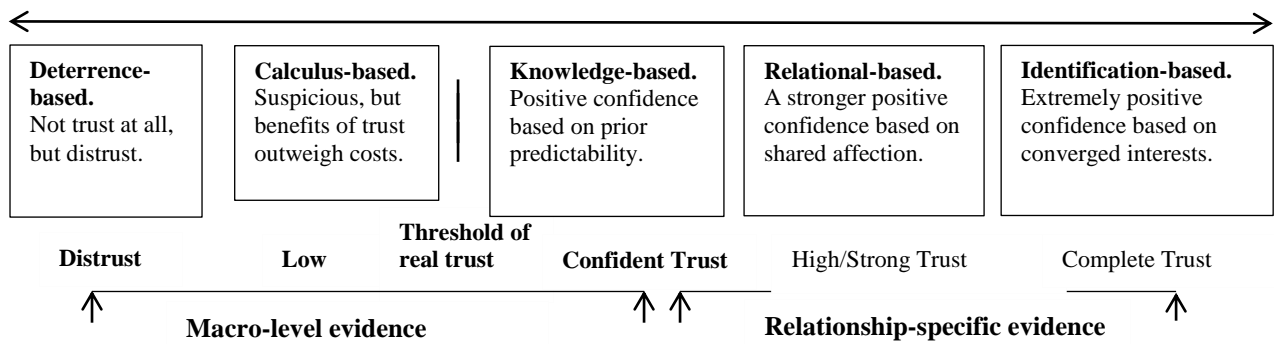 Deterrence-
based.
Not trust at all,
but distrust.
Calculus-based.
Suspicious, but
benefits of trust
outweigh costs.
Knowledge-based.
Positive confidence
based on prior
predictability.
Relational-based.
A stronger positive
confidence based on
shared affection.
Identification-based.
Extremely positive
confidence based on
converged interests.
Distrust
Low
Threshold of
real trust
Confident Trust
High/Strong Trust
Complete Trust
Macro-level evidence
Relationship-specific evidence